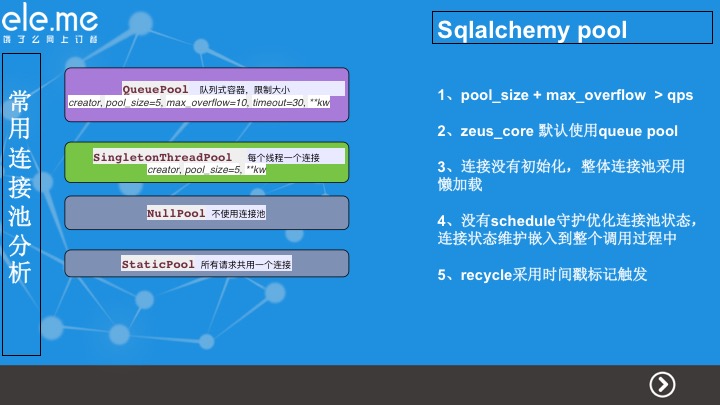 ele.me
饿了么网上订餐
Sqlalchemy pool
常用连接池分析
QueuePool 队列式容器，限制大小
creator, pool_size=5, max_overflow=10, timeout=30, **kw
SingletonThreadPool 每个线程一个连接
creator, pool_size=5, **kw
NullPool 不使用连接池
StaticPool 所有请求共用一个连接
1、pool_size + max_overflow > qps
2、zeus_core 默认使用queue pool
3、连接没有初始化，整体连接池采用
懒加载
4、没有schedule守护优化连接池状态，
连接状态维护嵌入到整个调用过程中
5、recycle采用时间戳标记触发